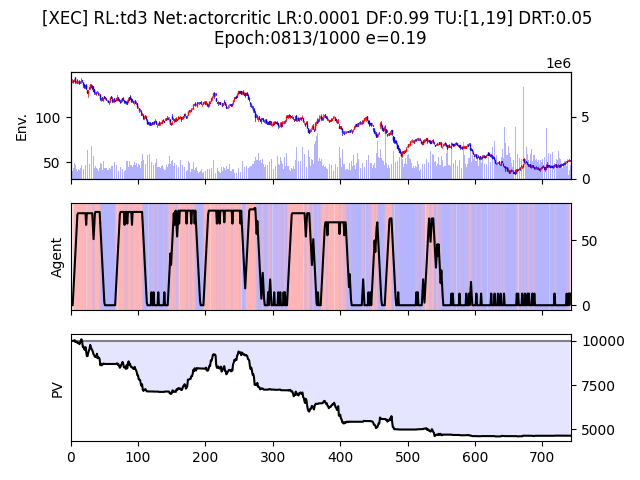 [XEC] RL:td3 Net:actorcritic LR:0.0001 DF:0.99 TU:[1,19] DRT:0.05
Epoch:0813/1000 e=0.19
1e6
Env.
100
50
5
0
Agent
50
0
PV
10000
7500
5000
0 100 200 300 400 500 600 700